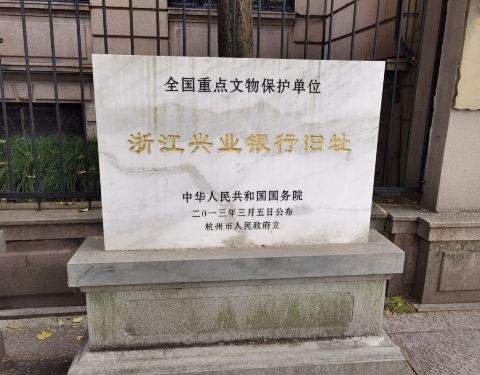 全国重点文物保护单位
浙江兴业银行旧址
中华人民共和国国务院
二〇一三年三月五日公布
杭州市人民政府立